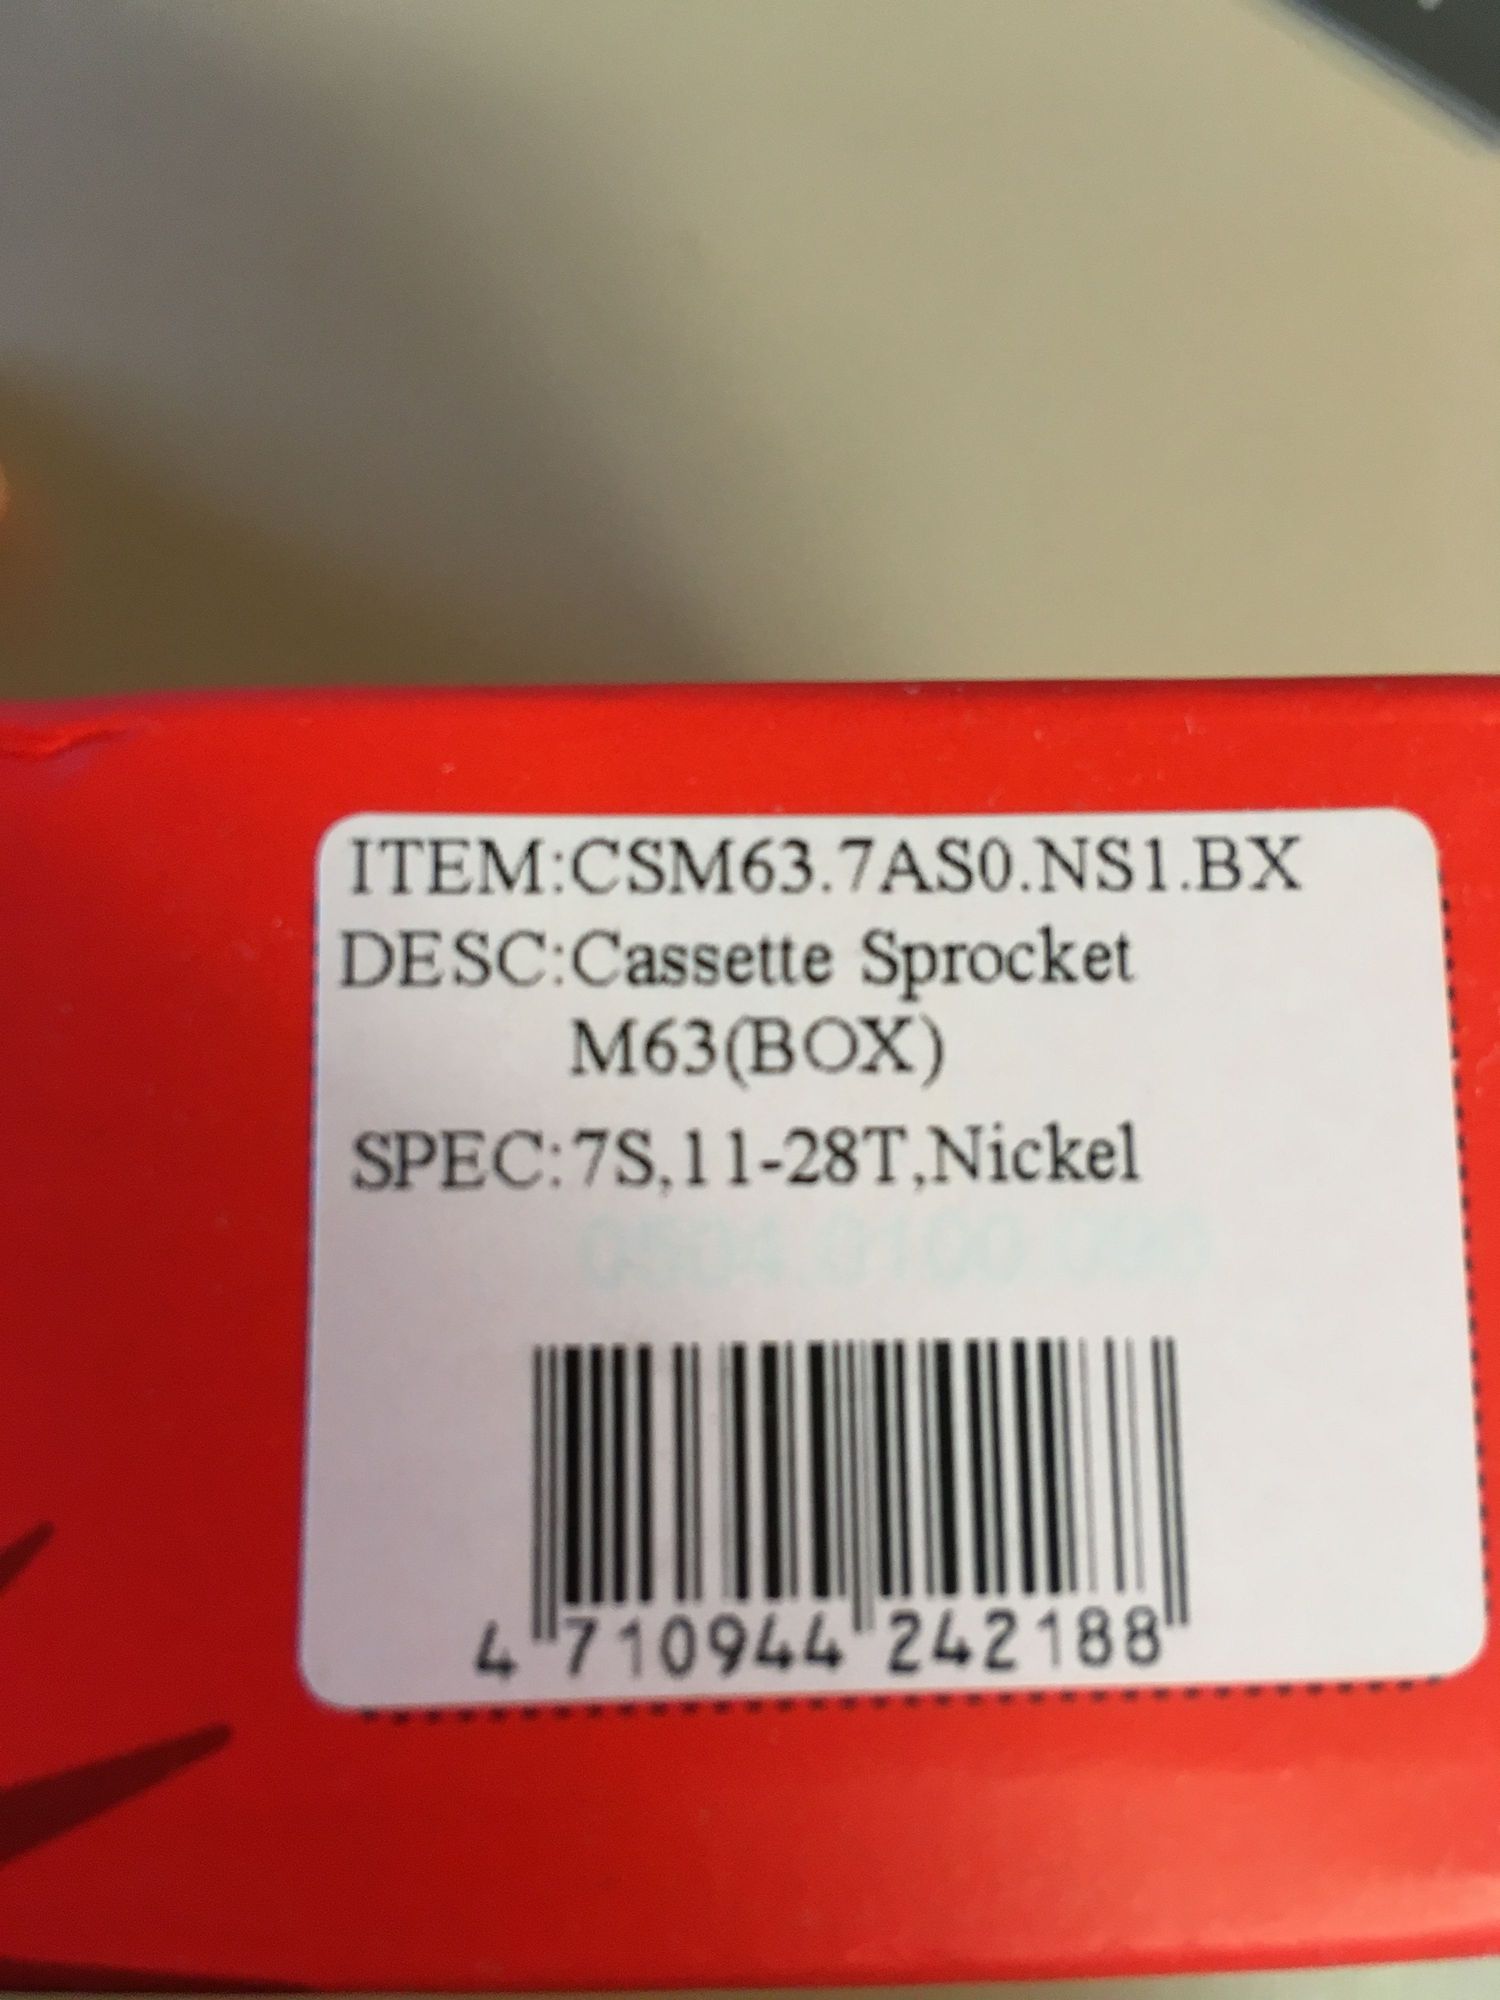 ITEM:CSM63.7AS0.NS1.BX
DESC:Cassette Sprocket
M63(BOX)
SPEC:7S,11-28T,Nickel
4 710944 242188